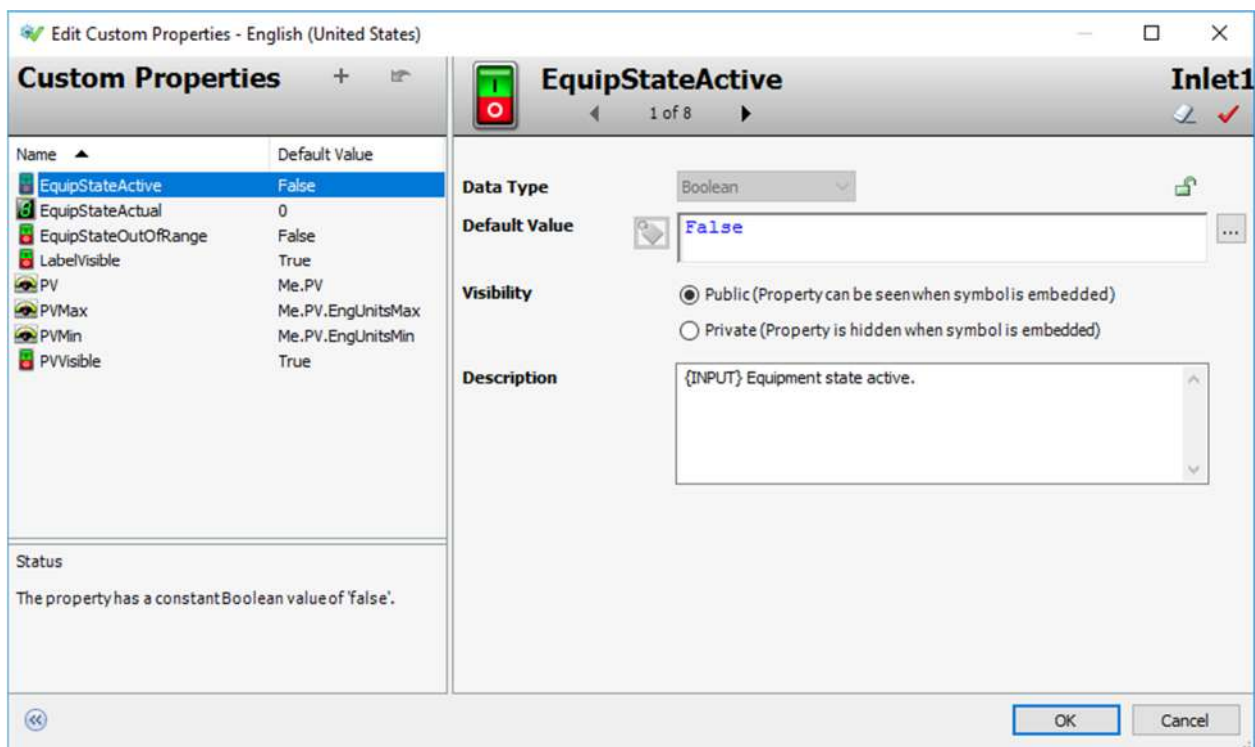 Edit Custom Properties - English (United States)
Custom Properties
EquipStateActive
Inlet1
1 of 8
Name Default Value
EquipStateActive False
EquipStateActual 0
EquipStateOutOfRange False
LabelVisible True
PV Me.PV
PVMax Me.PV.EngUnitsMax
PVMin Me.PV.EngUnitsMin
PVVisible True
Status
The property has a constant Boolean value of 'false'.
Data Type Boolean
Default Value False ...
Visibility Public (Property can be seen when symbol is embedded)
Private (Property is hidden when symbol is embedded)
Description {INPUT} Equipment state active.
OK Cancel